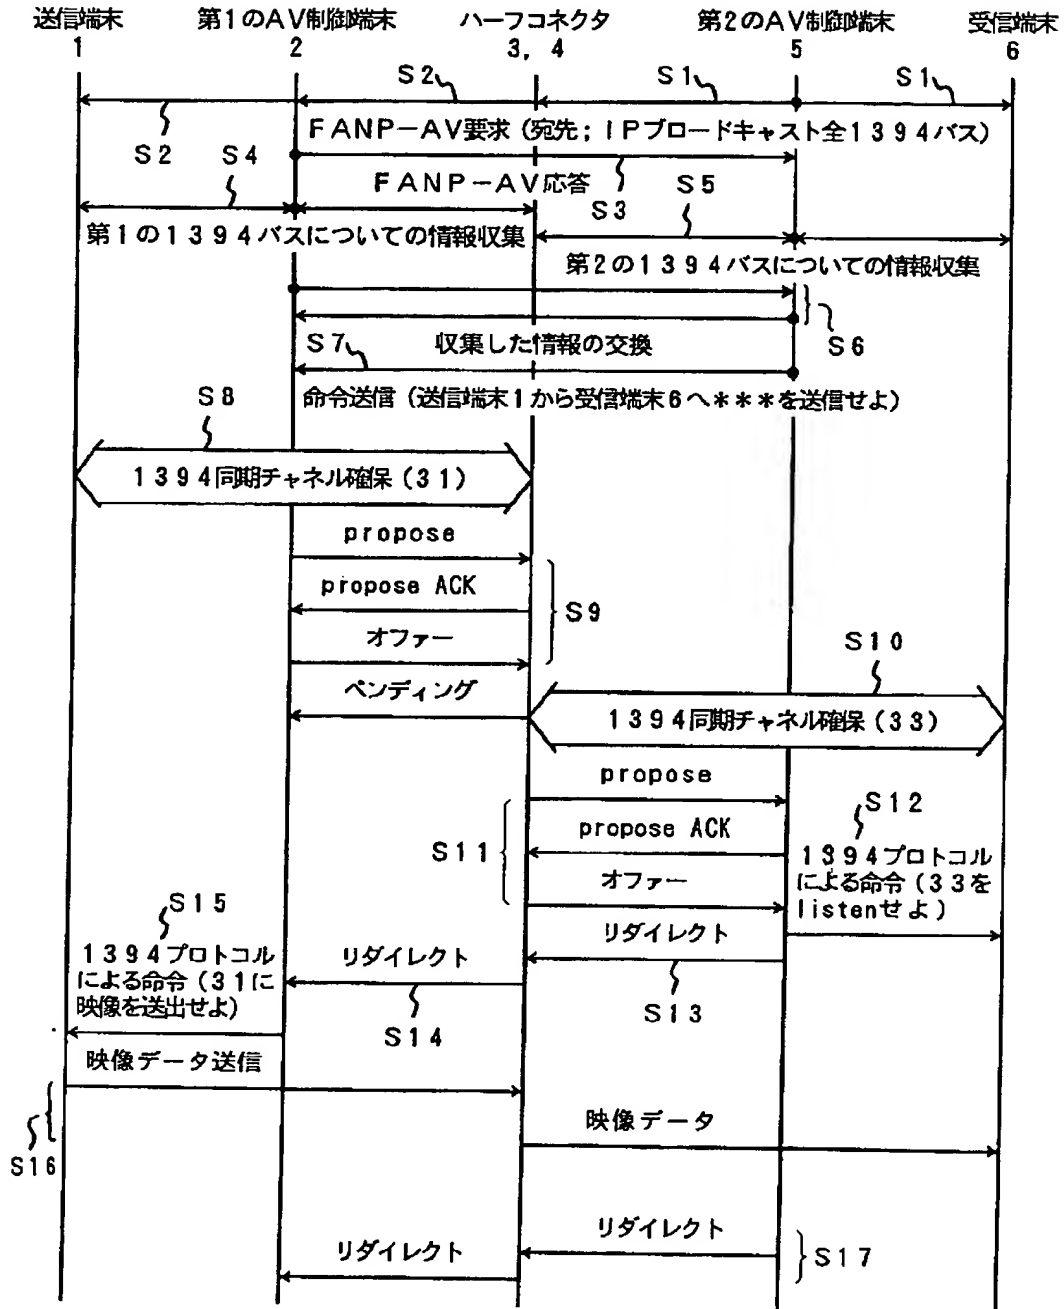 送信端末 第1のAV制御端末 ハーフコネクタ 第2のAV制御端末 受信端末
1 2 3, 4 5 6
S2 S1 S1
FANP-AV要求(宛先;IPブロードキャスト全1394バス)
S2 S4
FANP-AV応答 S5
S3
第1の1394バスについての情報収集
第2の1394バスについての情報収集
S7 収集した情報の交換 S6
S8 命令送信(送信端末1から受信端末6へ***を送信せよ)
1394同期チャネル確保(31)
propose
propose ACK
S9
オファー
S10
ペンディング
1394同期チャネル確保(33)
propose
S12
propose ACK
S11
1394プロトコル
による命令(33を
listenせよ)
オファー
S15
リダイレクト
1394プロトコル
による命令(31に
映像を送出せよ)
リダイレクト
S13
S14
映像データ送信
映像データ
S16
リダイレクト
リダイレクト
S17